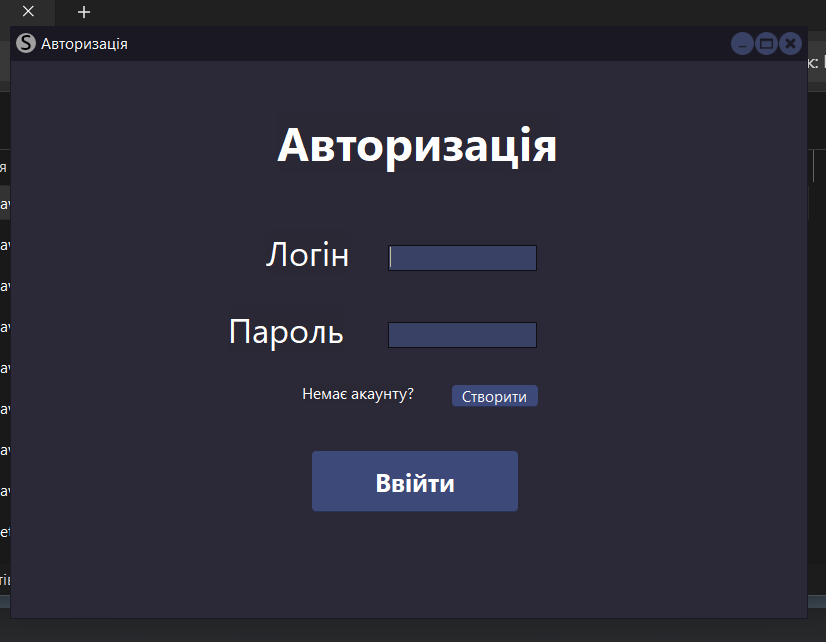 Авторизація
Авторизація
Логін
Пароль
Немає акаунту? Створити
Ввійти